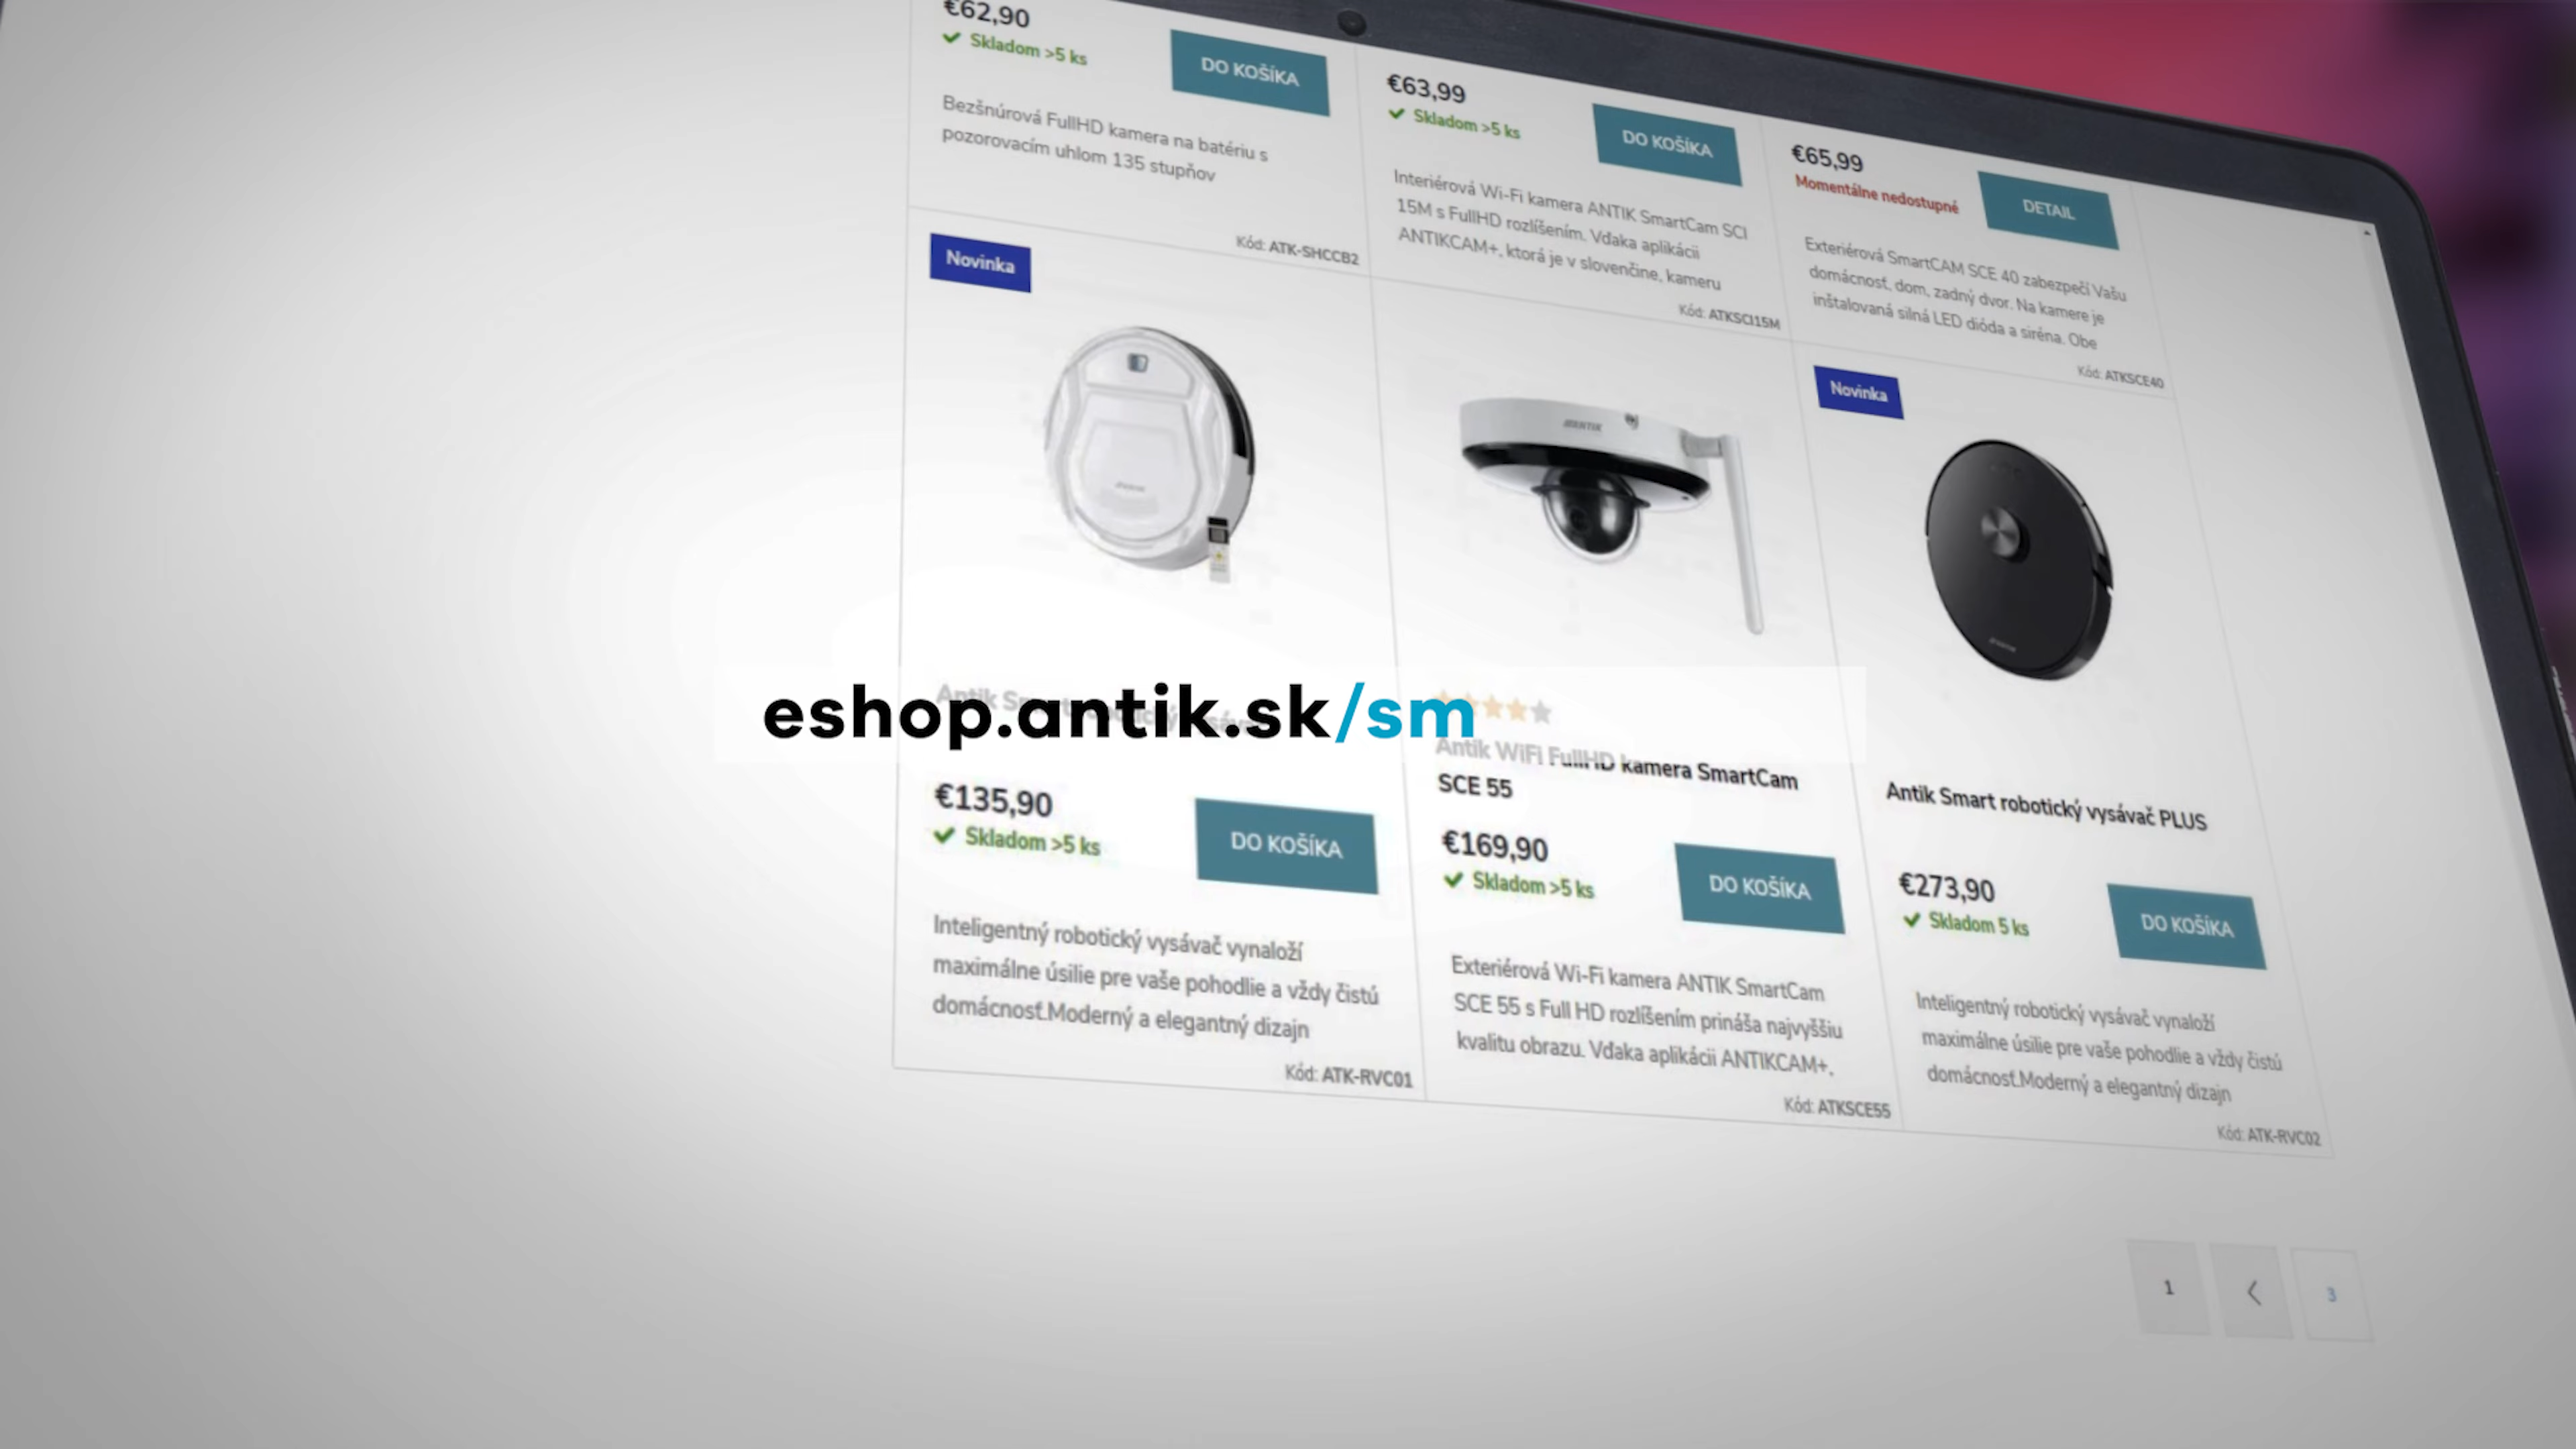 €62,90
Skladom >5 ks
DO KOŠÍKA
Bezšnúrová FullHD kamera na batériu s
pozorovacím uhlom 135 stupňov
Kód: ATK-SHCCB2
€63,99
Skladom >5 ks
DO KOŠÍKA
Interiérová Wi-Fi kamera ANTIK SmartCam SCI
15M s FullHD rozlíšením. Vďaka aplikácii
ANTIKCAM+, ktorá je v slovenčine, kameru
Kód: ATKSCI15M
€65,99
Momentálne nedostupné
DETAIL
Exteriérová SmartCAM SCE 40 zabezpečí Vašu
domácnosť, dom, zadný dvor. Na kamere je
inštalovaná silná LED dióda a siréna. Obe
Kód: ATKSCE40
Novinka
eshop.antik.sk/sm
€135,90
Skladom >5 ks
DO KOŠÍKA
Inteligentný robotický vysávač vynaloží
maximálne úsilie pre vaše pohodlie a vždy čistú
domácnosť.Moderný a elegantný dizajn
Kód: ATK-RVC01
ANTIK
Antik WiFi FullHD kamera SmartCam
SCE 55
€169,90
Skladom >5 ks
DO KOŠÍKA
Exteriérová Wi-Fi kamera ANTIK SmartCam
SCE 55 s Full HD rozlíšením prináša najvyššiu
kvalitu obrazu. Vďaka aplikácii ANTIKCAM+,
Kód: ATKSCE55
Novinka
Antik Smart robotický vysávač PLUS
€273,90
Skladom 5 ks
DO KOŠÍKA
Inteligentný robotický vysávač vynaloží
maximálne úsilie pre vaše pohodlie a vždy čistú
domácnosť.Moderný a elegantný dizajn
Kód: ATK-RVC02
1
3